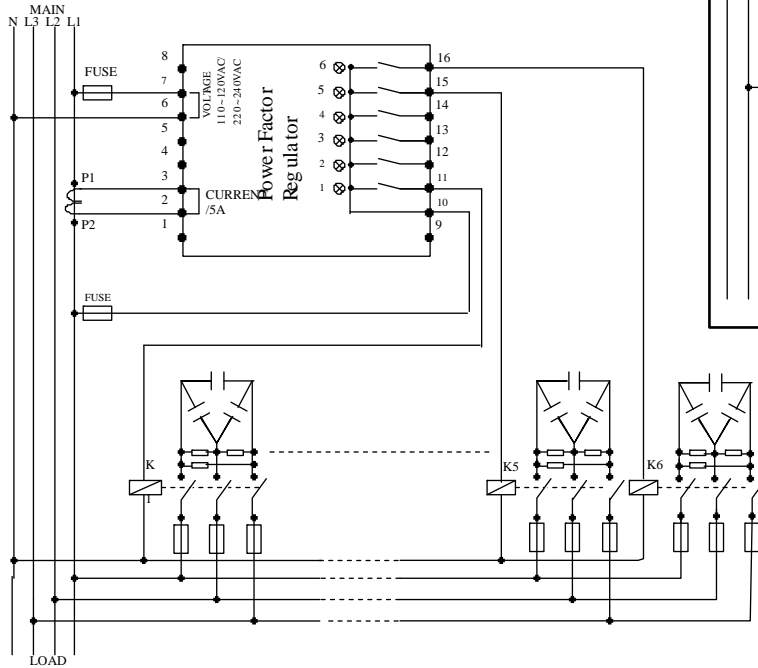 MAIN
N L3 L2 L1
FUSE
8
7
6
5
4
3
2
1
VOLTAGE
110~120VAC/
220~240VAC
CURRENT
/5A
Power Factor
Regulator
6
5
4
3
2
1
16
15
14
13
12
11
10
9
P1
P2
FUSE
K
1
K5
K6
LOAD